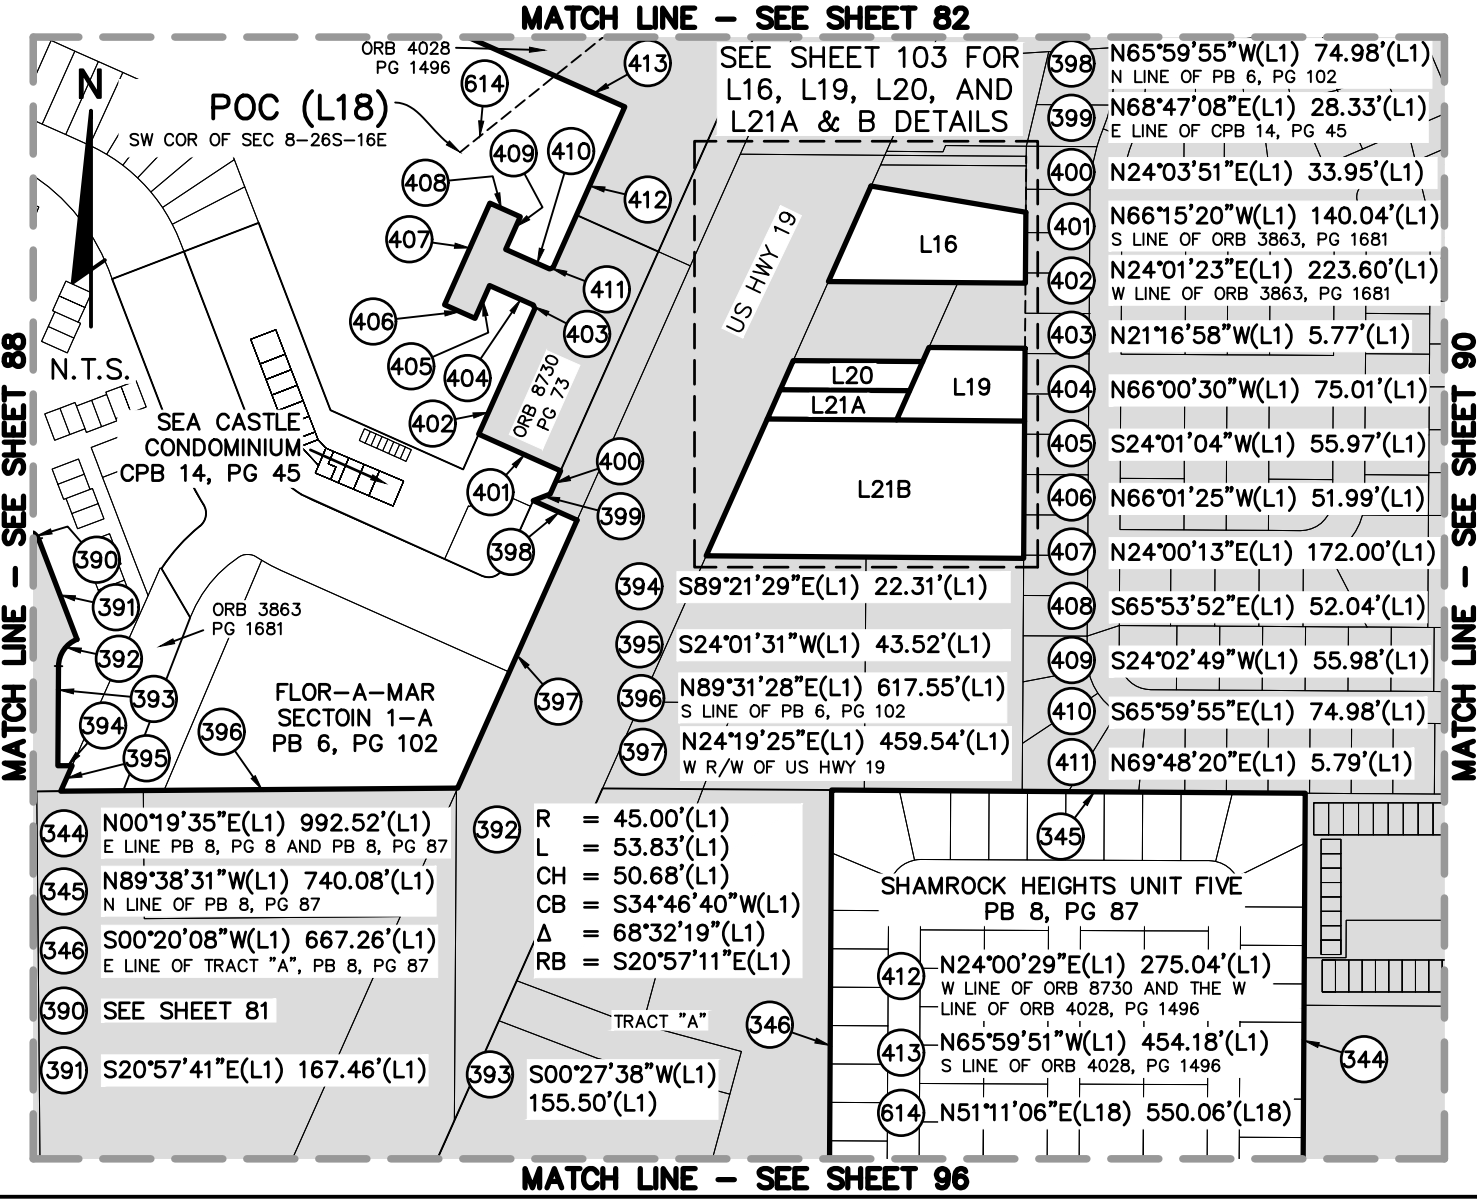 MATCH LINE - SEE SHEET 82
ORB 4028
PG 1496
614
413
POC (L18)
SW COR OF SEC 8-26S-16E
N
409
410
408
412
407
411
406
403
405
404
402
ORB 8730
PG 73
N.T.S.
SEA CASTLE
CONDOMINIUM
CPB 14, PG 45
401
400
399
398
390
391
392
393
394
395
396
397
ORB 3863
PG 1681
FLOR-A-MAR
SECTOIN 1-A
PB 6, PG 102
SEE SHEET 103 FOR
L16, L19, L20, AND
L21A & B DETAILS
US HWY 19
L16
L20
L19
L21A
L21B
398 N65°59'55"W(L1) 74.98'(L1)
N LINE OF PB 6, PG 102
399 N68°47'08"E(L1) 28.33'(L1)
E LINE OF CPB 14, PG 45
400 N24°03'51"E(L1) 33.95'(L1)
401 N66°15'20"W(L1) 140.04'(L1)
S LINE OF ORB 3863, PG 1681
402 N24°01'23"E(L1) 223.60'(L1)
W LINE OF ORB 3863, PG 1681
403 N21°16'58"W(L1) 5.77'(L1)
404 N66°00'30"W(L1) 75.01'(L1)
405 S24°01'04"W(L1) 55.97'(L1)
406 N66°01'25"W(L1) 51.99'(L1)
407 N24°00'13"E(L1) 172.00'(L1)
408 S65°53'52"E(L1) 52.04'(L1)
409 S24°02'49"W(L1) 55.98'(L1)
410 S65°59'55"E(L1) 74.98'(L1)
411 N69°48'20"E(L1) 5.79'(L1)
394 S89°21'29"E(L1) 22.31'(L1)
395 S24°01'31"W(L1) 43.52'(L1)
396 N89°31'28"E(L1) 617.55'(L1)
S LINE OF PB 6, PG 102
397 N24°19'25"E(L1) 459.54'(L1)
W R/W OF US HWY 19
344 N00°19'35"E(L1) 992.52'(L1)
E LINE PB 8, PG 8 AND PB 8, PG 87
345 N89°38'31"W(L1) 740.08'(L1)
N LINE OF PB 8, PG 87
346 S00°20'08"W(L1) 667.26'(L1)
E LINE OF TRACT "A", PB 8, PG 87
390 SEE SHEET 81
391 S20°57'41"E(L1) 167.46'(L1)
392 R = 45.00'(L1)
L = 53.83'(L1)
CH = 50.68'(L1)
CB = S34°46'40"W(L1)
Δ = 68°32'19"(L1)
RB = S20°57'11"E(L1)
TRACT "A"
393 S00°27'38"W(L1)
155.50'(L1)
345
SHAMROCK HEIGHTS UNIT FIVE
PB 8, PG 87
346
344
412 N24°00'29"E(L1) 275.04'(L1)
W LINE OF ORB 8730 AND THE W
LINE OF ORB 4028, PG 1496
413 N65°59'51"W(L1) 454.18'(L1)
S LINE OF ORB 4028, PG 1496
614 N51°11'06"E(L18) 550.06'(L18)
MATCH LINE - SEE SHEET 88
MATCH LINE - SEE SHEET 90
MATCH LINE - SEE SHEET 96